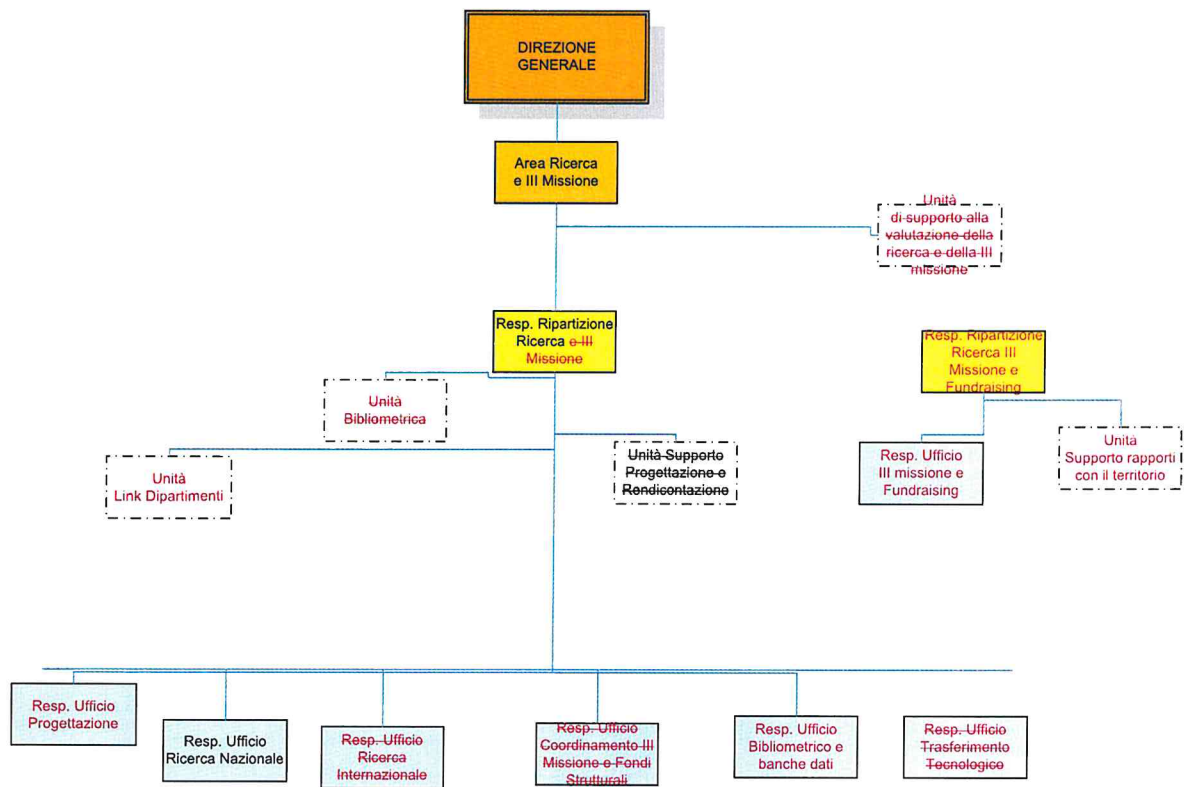 DIREZIONE
GENERALE
Area Ricerca
e III Missione
Unità
di supporto alla
valutazione della
ricerca e della III
missione
Resp. Ripartizione
Ricerca e III
Missione
Resp. Ripartizione
Ricerca III
Missione e
Fundraising
Unità
Bibliometrica
Unità
Link Dipartimenti
Unità Supporto
Progettazione e
Rendicontazione
Resp. Ufficio
III missione e
Fundraising
Unità
Supporto rapporti
con il territorio
Resp. Ufficio
Progettazione
Resp. Ufficio
Ricerca Nazionale
Resp. Ufficio
Ricerca
Internazionale
Resp. Ufficio
Coordinamento III
Missione e Fondi
Strutturali
Resp. Ufficio
Bibliometrico e
banche dati
Resp. Ufficio
Trasferimento
Tecnologico